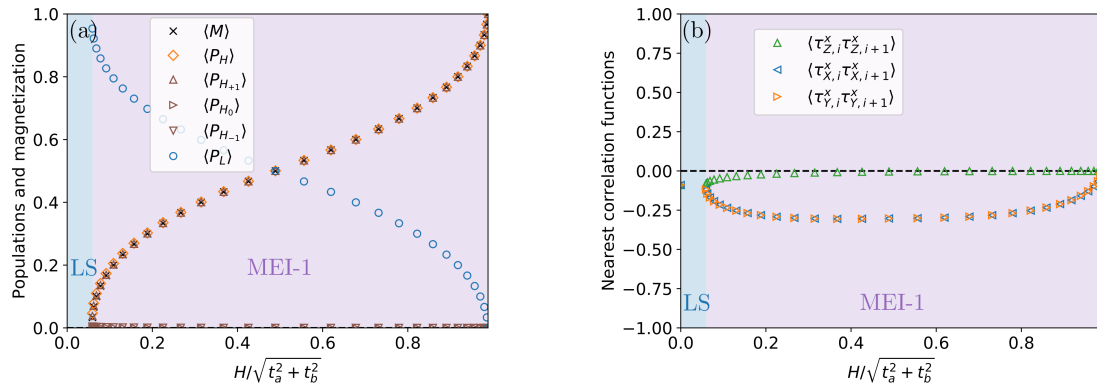 (a)
Populations and magnetization
1.0
0.8
0.6
0.4
0.2
0.0
⟨M⟩
⟨P_H⟩
⟨P_{H_{+1}}⟩
⟨P_{H_0}⟩
⟨P_{H_{-1}}⟩
⟨P_L⟩
LS
MEI-1
0.0 0.2 0.4 0.6 0.8
H/√(t_a^2 + t_b^2)
(b)
Nearest correlation functions
1.00
0.75
0.50
0.25
0.00
−0.25
−0.50
−0.75
−1.00
⟨τ^x_{Z,i} τ^x_{Z,i+1}⟩
⟨τ^x_{X,i} τ^x_{X,i+1}⟩
⟨τ^x_{Y,i} τ^x_{Y,i+1}⟩
LS
MEI-1
0.0 0.2 0.4 0.6 0.8
H/√(t_a^2 + t_b^2)